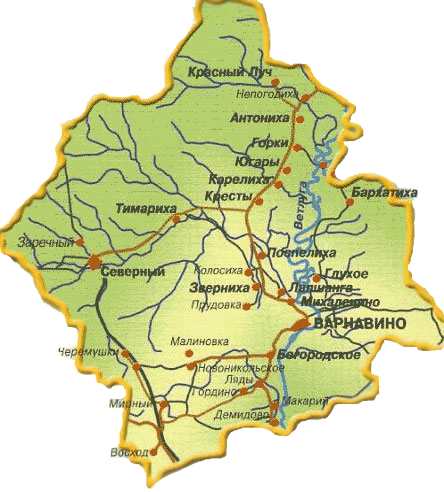 Красный Луч
Непогодиха
Антониха
Горки
Югары
Карелиха
Кресты
Ветлуга
Бархатиха
Тимариха
Заречный
Северный
Поспелиха
Колосиха
Глухое
Зверниха
Лапшанга
Михаленино
Прудовка
ВАРНАВИНО
Малиновка
Черемушки
Богородское
Новоникольское
Ляды
Гордино
Мирный
Макарий
Демидово
Восход